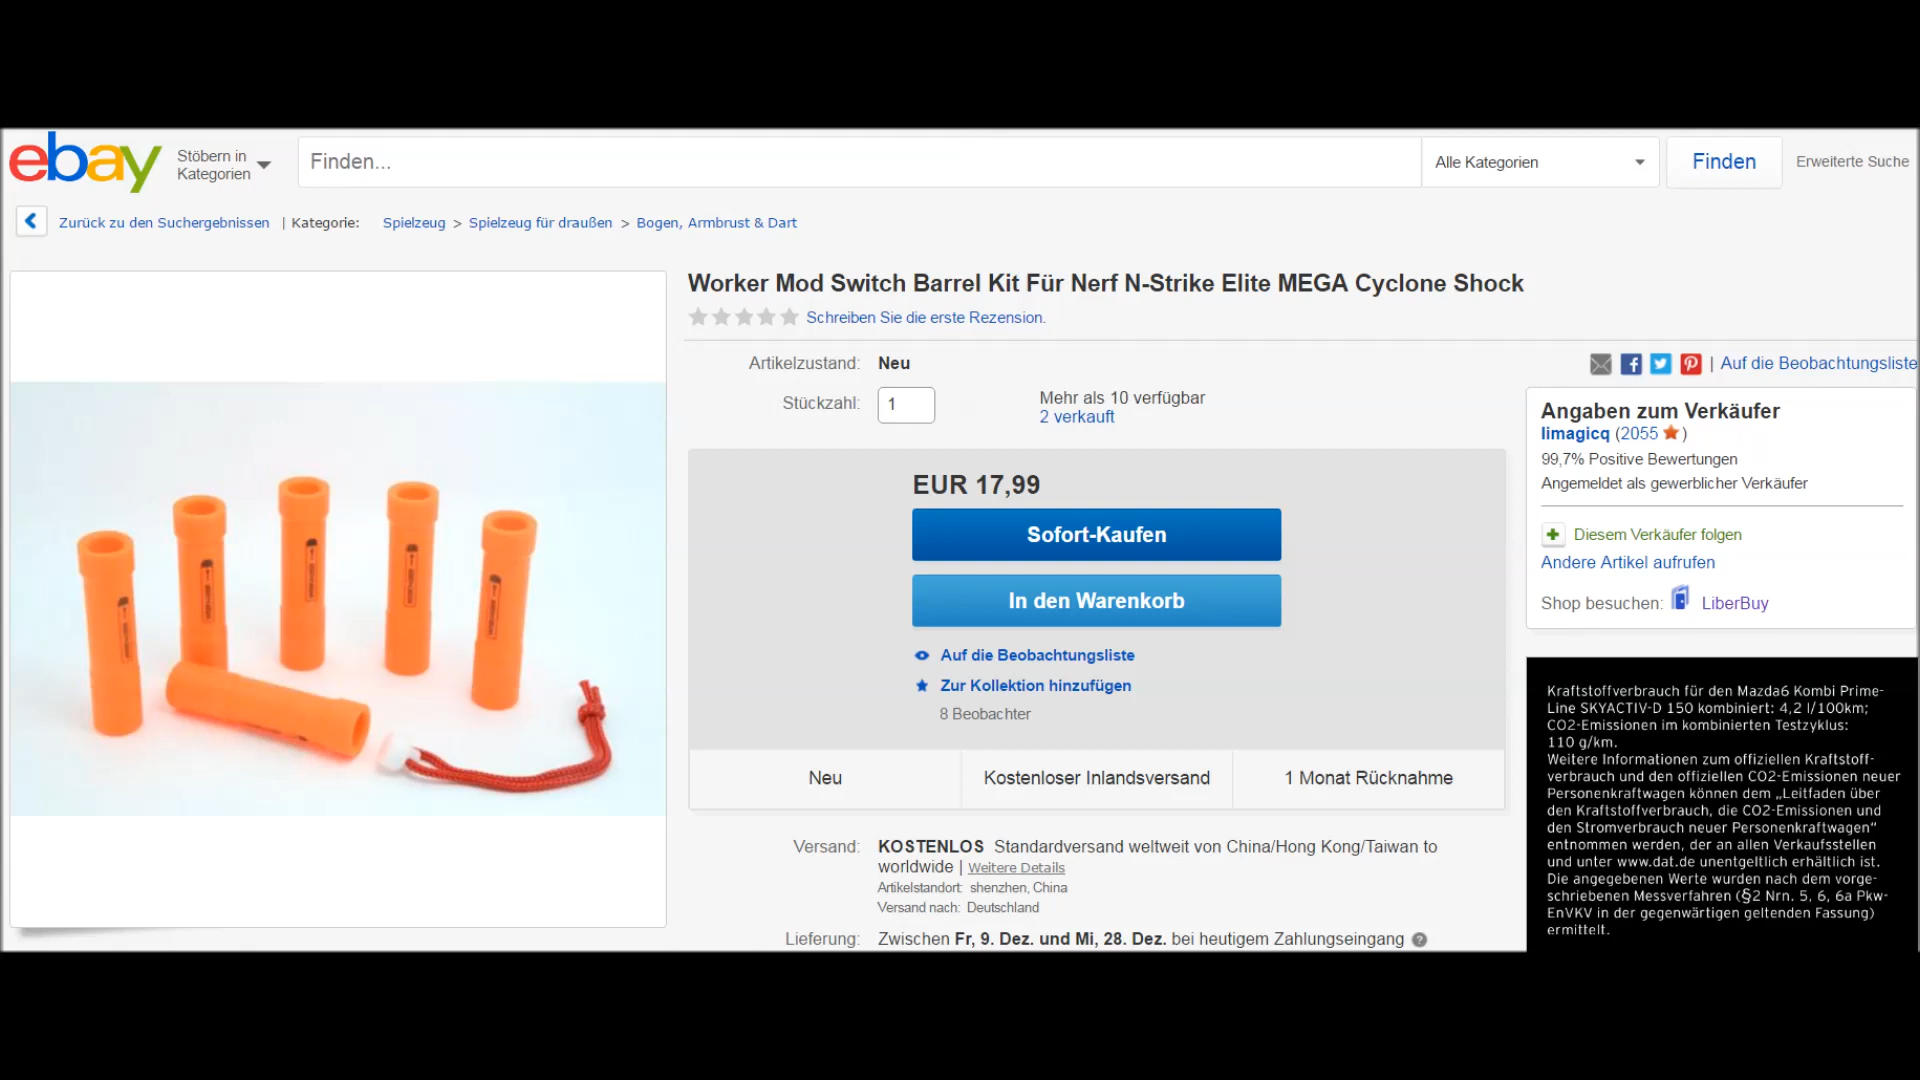 ebay
Stöbern in
Kategorien
Finden...
Alle Kategorien
Finden
Erweiterte Suche
Zurück zu den Suchergebnissen | Kategorie: Spielzeug > Spielzeug für draußen > Bogen, Armbrust & Dart
Worker Mod Switch Barrel Kit Für Nerf N-Strike Elite MEGA Cyclone Shock
Schreiben Sie die erste Rezension.
Artikelzustand: Neu
Stückzahl: 1
Mehr als 10 verfügbar
2 verkauft
EUR 17,99
Sofort-Kaufen
In den Warenkorb
Auf die Beobachtungsliste
Zur Kollektion hinzufügen
8 Beobachter
Neu
Kostenloser Inlandsversand
1 Monat Rücknahme
Versand: KOSTENLOS Standardversand weltweit von China/Hong Kong/Taiwan to
worldwide | Weitere Details
Artikelstandort: shenzhen, China
Versand nach: Deutschland
Lieferung: Zwischen Fr, 9. Dez. und Mi, 28. Dez. bei heutigem Zahlungseingang ?
| Auf die Beobachtungsliste
Angaben zum Verkäufer
limagicq (2055 )
99,7% Positive Bewertungen
Angemeldet als gewerblicher Verkäufer
Diesem Verkäufer folgen
Andere Artikel aufrufen
Shop besuchen: LiberBuy
Kraftstoffverbrauch für den Mazda6 Kombi Prime-
Line SKYACTIV-D 150 kombiniert: 4,2 l/100km;
CO2-Emissionen im kombinierten Testzyklus:
110 g/km.
Weitere Informationen zum offiziellen Kraftstoff-
verbrauch und den offiziellen CO2-Emissionen neuer
Personenkraftwagen können dem „Leitfaden über
den Kraftstoffverbrauch, die CO2-Emissionen und
den Stromverbrauch neuer Personenkraftwagen“
entnommen werden, der an allen Verkaufsstellen
und unter www.dat.de unentgeltlich erhältlich ist.
Die angegebenen Werte wurden nach dem vorge-
schriebenen Messverfahren (§2 Nrn. 5, 6, 6a Pkw-
EnVKV in der gegenwärtigen geltenden Fassung)
ermittelt.